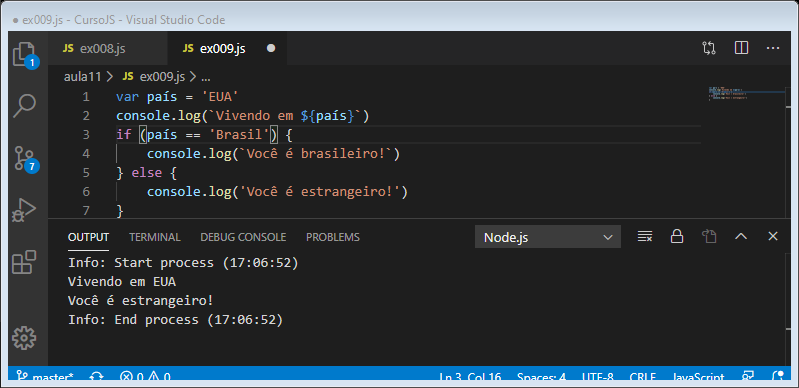 ex009.js - CursoJS - Visual Studio Code
JS ex008.js JS ex009.js
1
aula11 > JS ex009.js > ...
1 var país = 'EUA'
2 console.log(`Vivendo em ${país}`)
3 if (país == 'Brasil') {
4 console.log(`Você é brasileiro!`)
5 } else {
6 console.log('Você é estrangeiro!')
7 }
7
OUTPUT TERMINAL DEBUG CONSOLE PROBLEMS Node.js
Info: Start process (17:06:52)
Vivendo em EUA
Você é estrangeiro!
Info: End process (17:06:52)
master* 0 0 Ln 3, Col 16 Spaces: 4 UTF-8 CRLF JavaScript